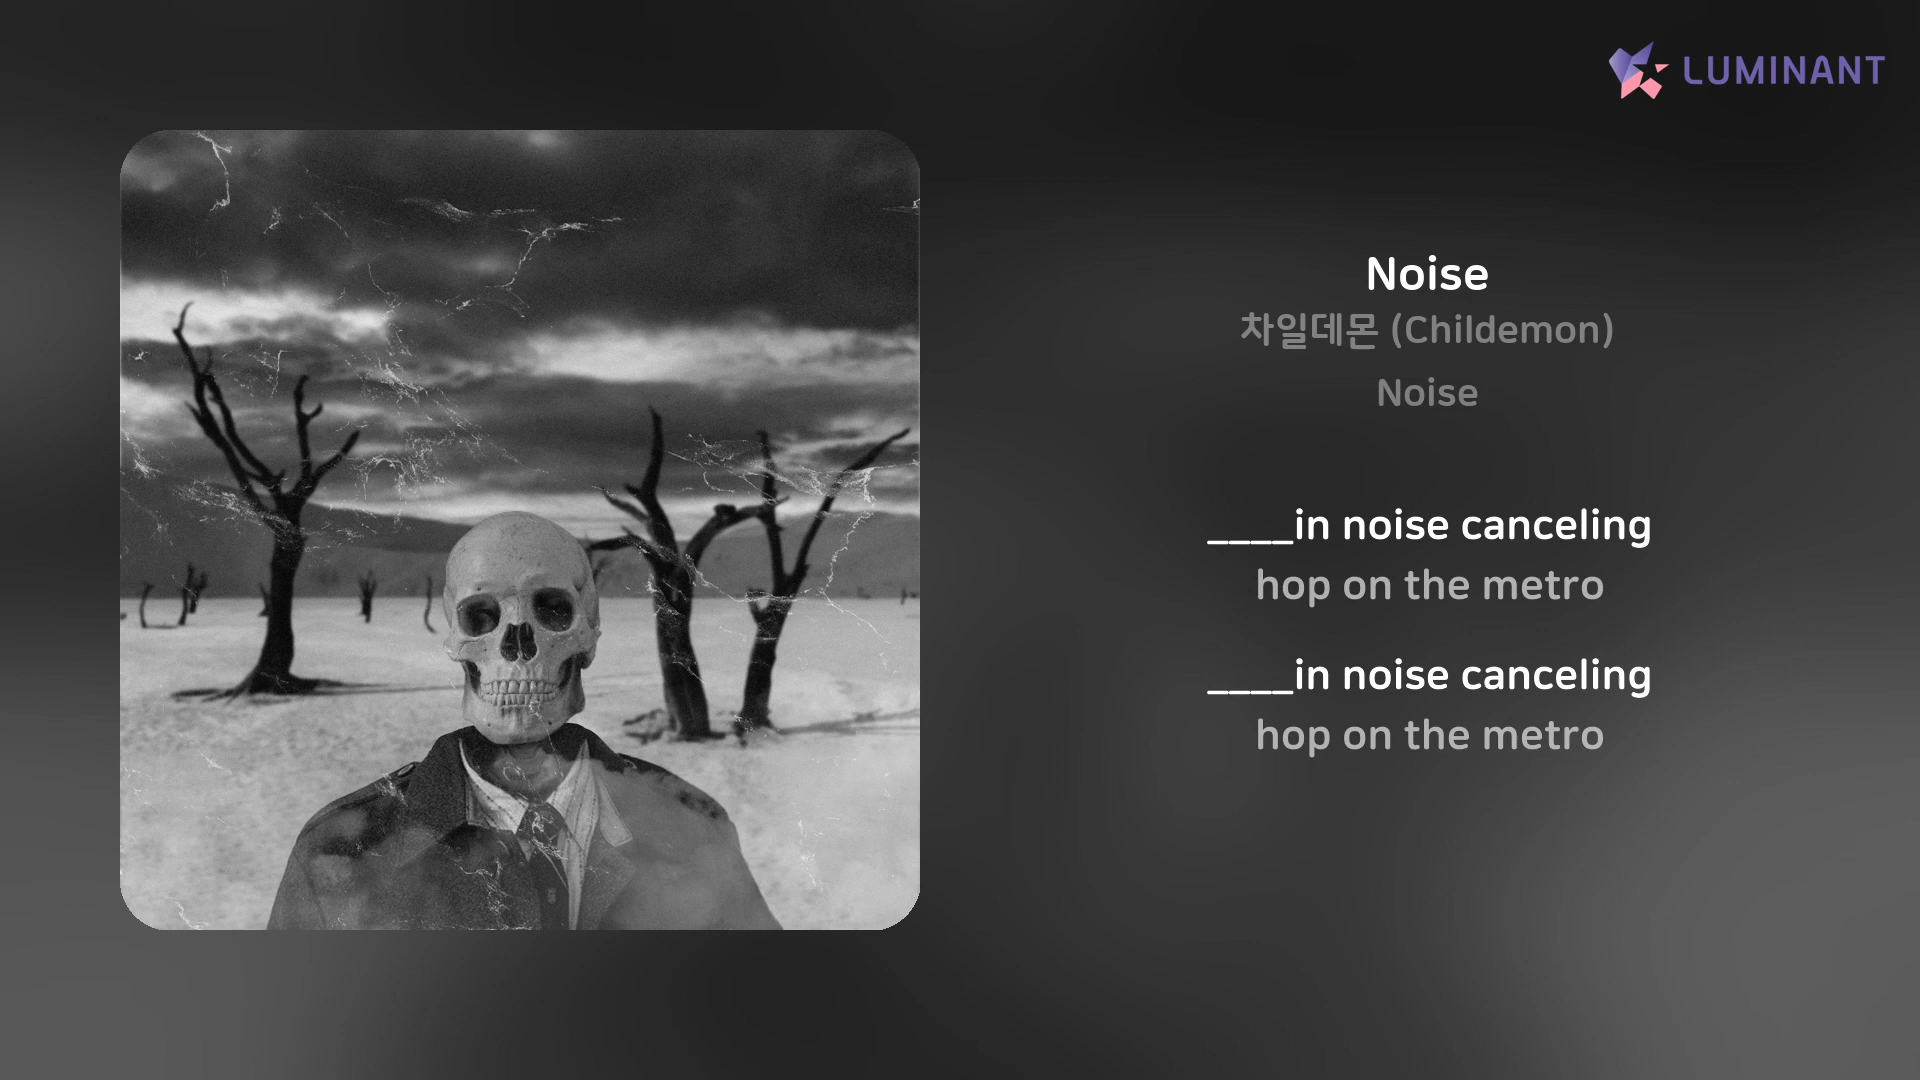 LUMINANT
Noise
차일데몬 (Childemon)
Noise
____in noise canceling
hop on the metro
____in noise canceling
hop on the metro